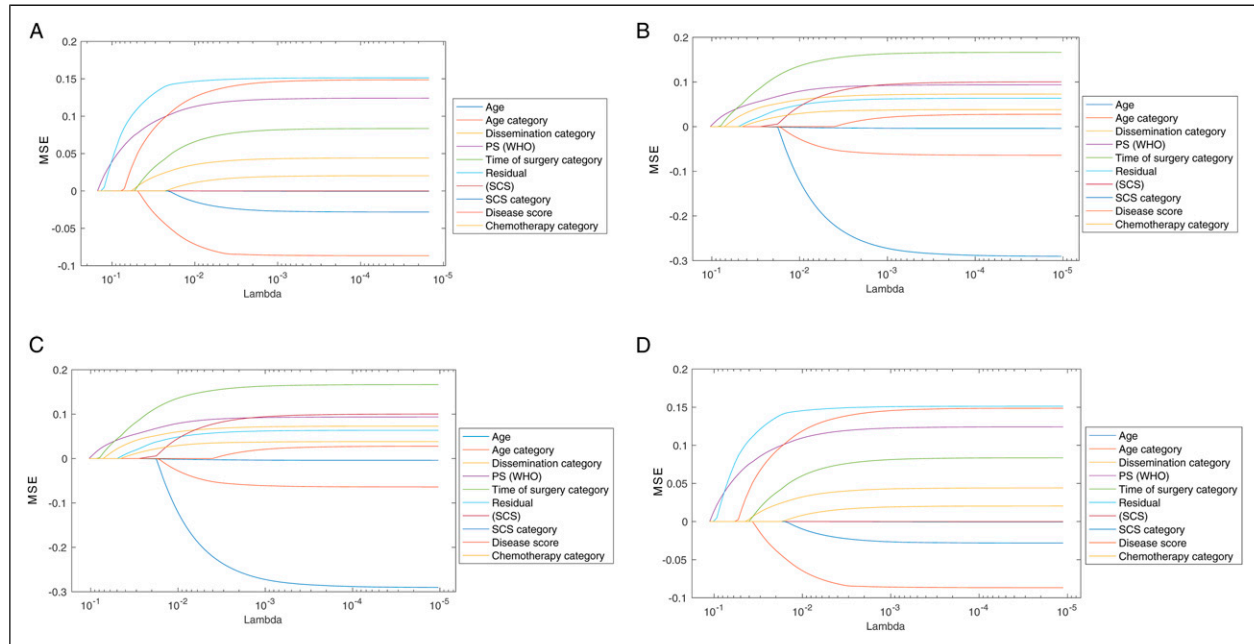 A
0.2
0.15
0.1
0.05
0
-0.05
-0.1
MSE
10-1
10-2
10-3
10-4
10-5
Lambda
Age
Age category
Dissemination category
PS (WHO)
Time of surgery category
Residual
(SCS)
SCS category
Disease score
Chemotherapy category
B
0.2
0.1
0
-0.1
-0.2
-0.3
MSE
10-1
10-2
10-3
10-4
10-5
Lambda
Age
Age category
Dissemination category
PS (WHO)
Time of surgery category
Residual
(SCS)
SCS category
Disease score
Chemotherapy category
C
0.2
0.1
0
-0.1
-0.2
-0.3
MSE
10-1
10-2
10-3
10-4
10-5
Lambda
Age
Age category
Dissemination category
PS (WHO)
Time of surgery category
Residual
(SCS)
SCS category
Disease score
Chemotherapy category
D
0.2
0.15
0.1
0.05
0
-0.05
-0.1
MSE
10-1
10-2
10-3
10-4
10-5
Lambda
Age
Age category
Dissemination category
PS (WHO)
Time of surgery category
Residual
(SCS)
SCS category
Disease score
Chemotherapy category